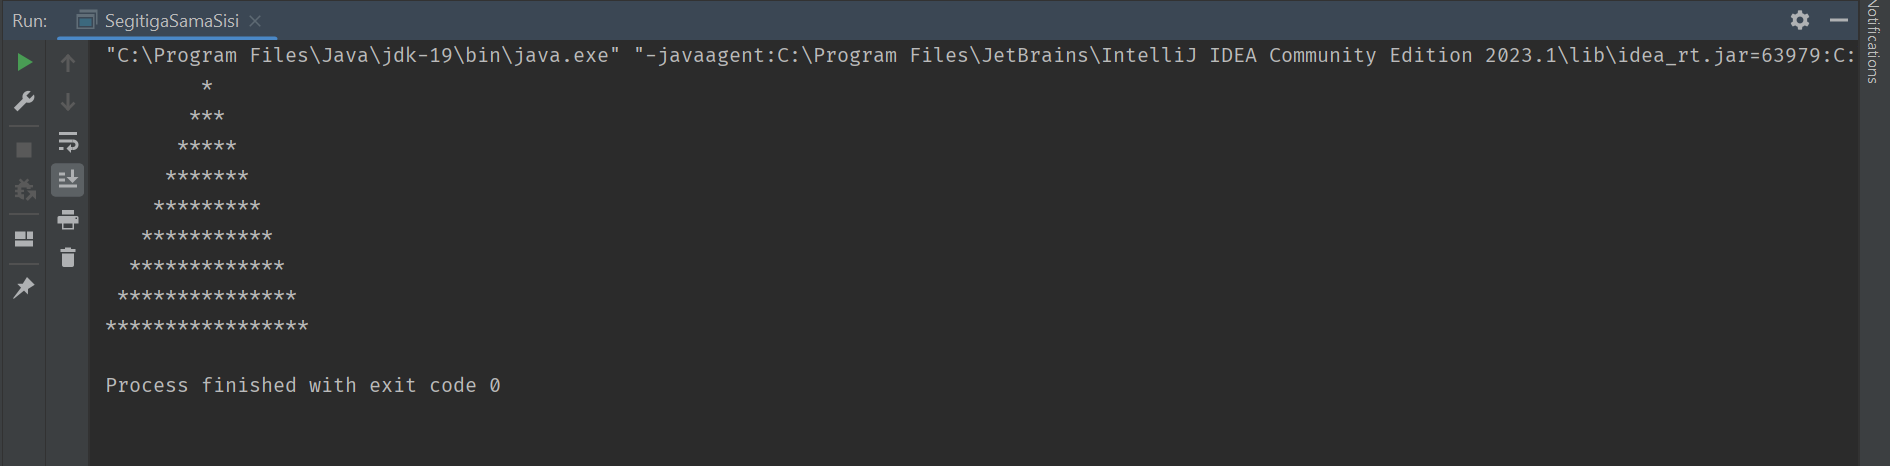 Run: SegitigaSamaSisi
"C:\Program Files\Java\jdk-19\bin\java.exe" "-javaagent:C:\Program Files\JetBrains\IntelliJ IDEA Community Edition 2023.1\lib\idea_rt.jar=63979:C:
        *
       ***
      *****
     *******
    *********
   ***********
  *************
 ***************
*****************
Process finished with exit code 0
Notifications